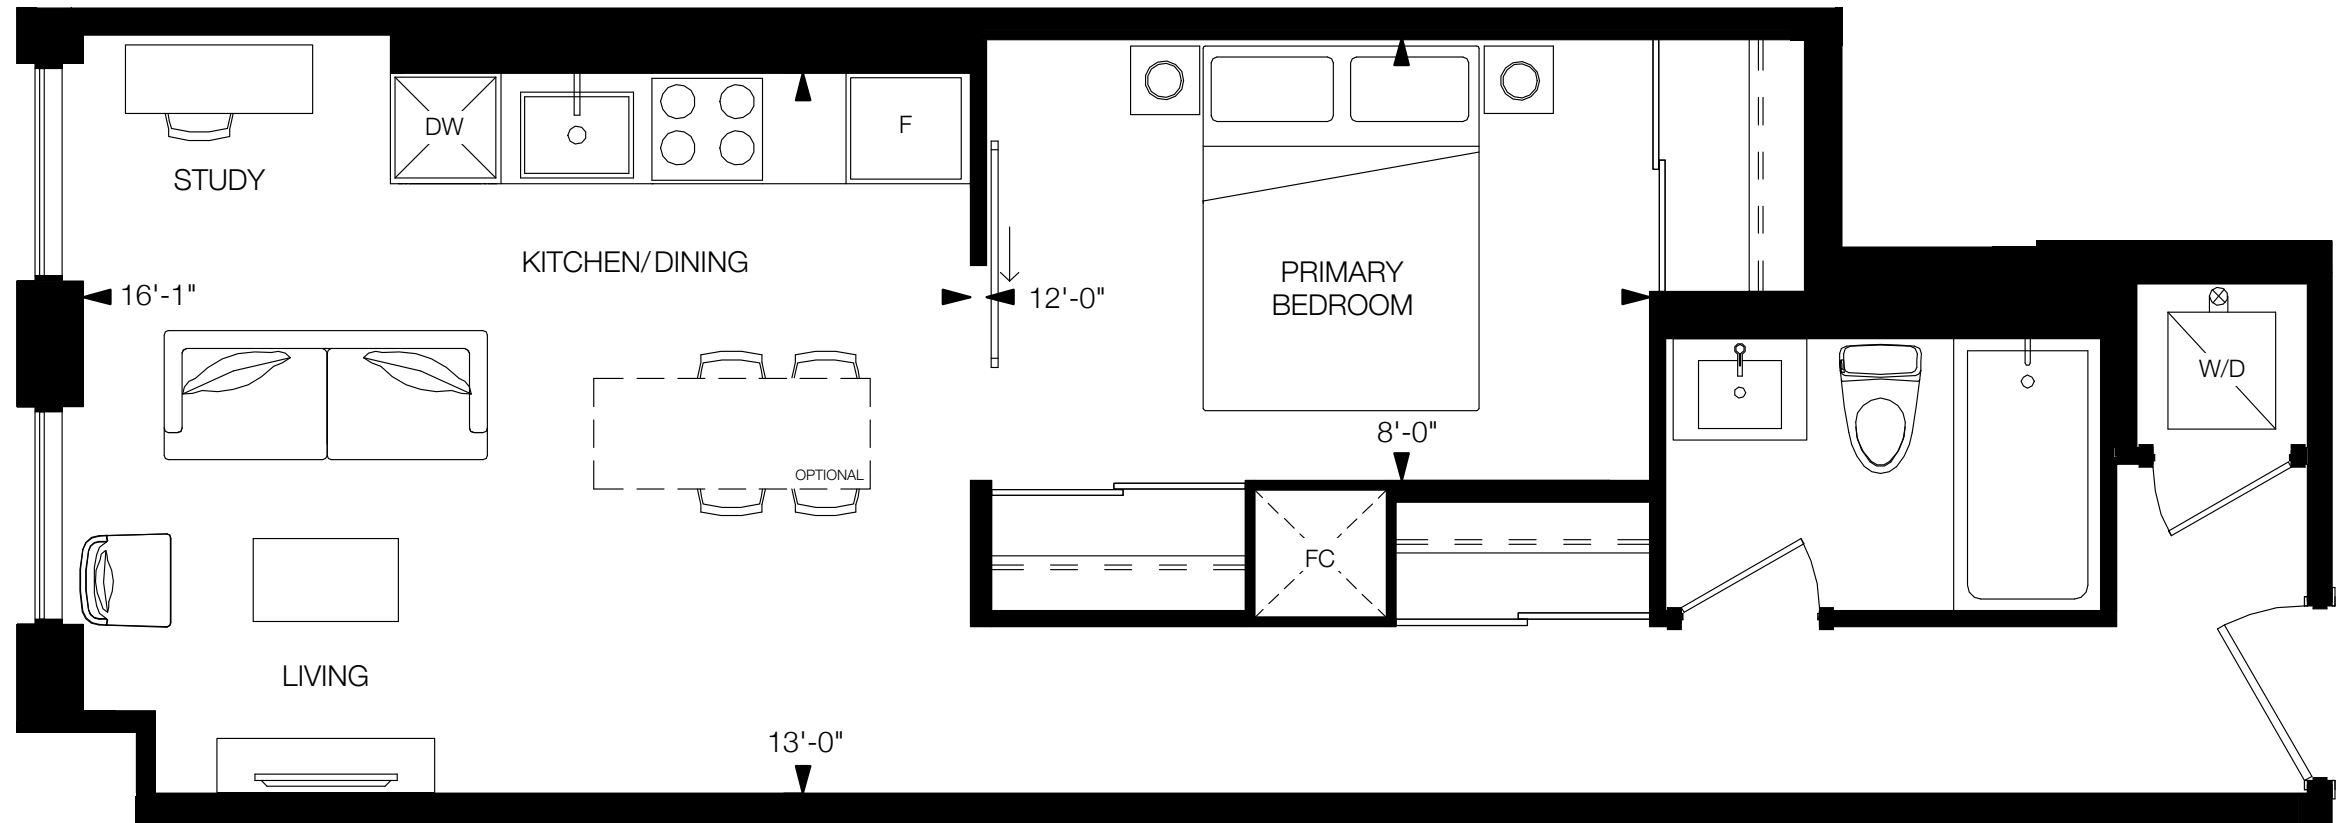 DW
F
STUDY
KITCHEN/DINING
PRIMARY
BEDROOM
16'-1"
12'-0"
W/D
8'-0"
OPTIONAL
FC
LIVING
13'-0"